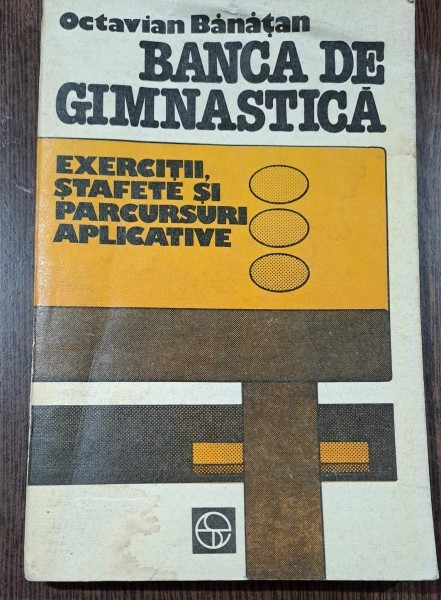 Octavian Bănățan
BANCA DE
GIMNASTICĂ
EXERCIȚII,
ȘTAFETE ȘI
PARCURSURI
APLICATIVE